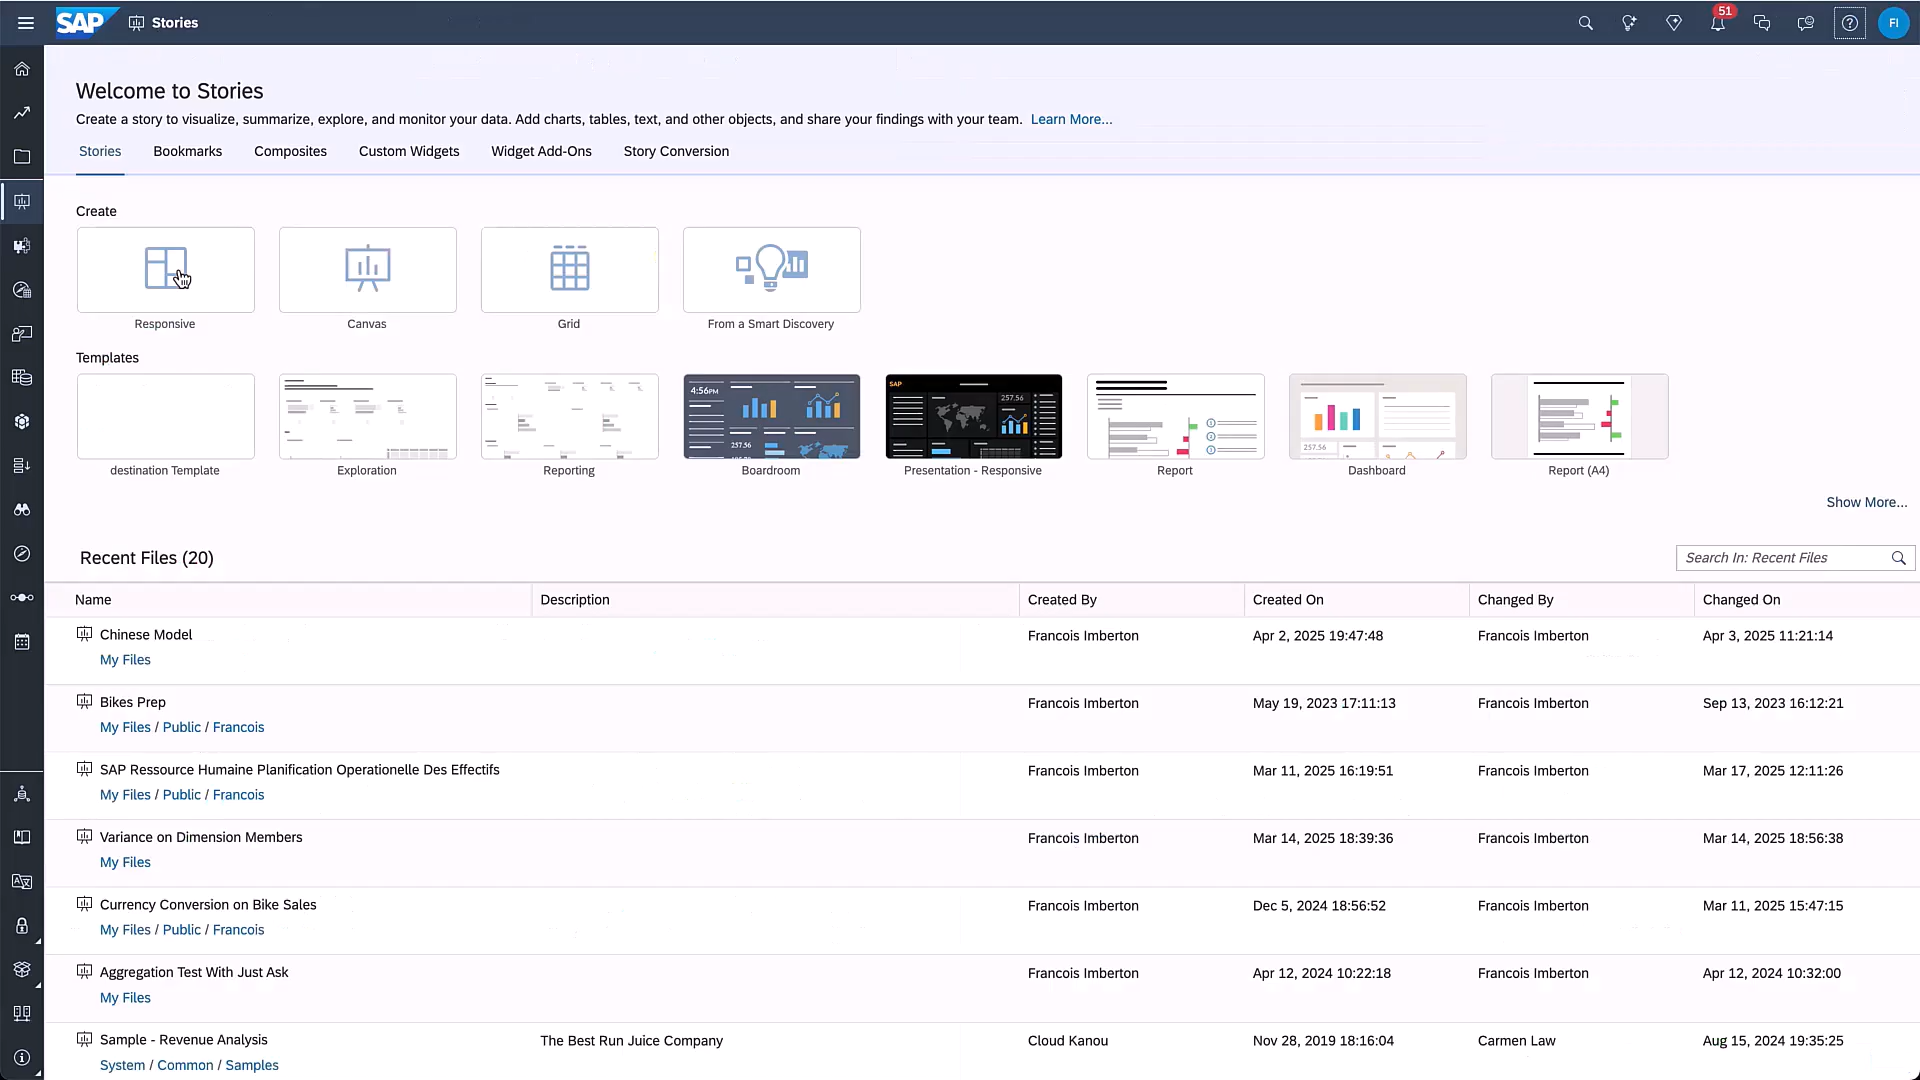 SAP Stories 51 FI
Welcome to Stories
Create a story to visualize, summarize, explore, and monitor your data. Add charts, tables, text, and other objects, and share your findings with your team. Learn More...
Stories Bookmarks Composites Custom Widgets Widget Add-Ons Story Conversion
Create
Responsive Canvas Grid From a Smart Discovery
Templates
4:56PM
257.56
SAP
257.56
257.56
destination Template Exploration Reporting Boardroom Presentation - Responsive Report Dashboard Report (A4)
Show More...
Recent Files (20) Search In: Recent Files
Name Description Created By Created On Changed By Changed On
Chinese Model Francois Imberton Apr 2, 2025 19:47:48 Francois Imberton Apr 3, 2025 11:21:14
My Files
Bikes Prep Francois Imberton May 19, 2023 17:11:13 Francois Imberton Sep 13, 2023 16:12:21
My Files / Public / Francois
SAP Ressource Humaine Planification Operationelle Des Effectifs Francois Imberton Mar 11, 2025 16:19:51 Francois Imberton Mar 17, 2025 12:11:26
My Files / Public / Francois
Variance on Dimension Members Francois Imberton Mar 14, 2025 18:39:36 Francois Imberton Mar 14, 2025 18:56:38
My Files
Currency Conversion on Bike Sales Francois Imberton Dec 5, 2024 18:56:52 Francois Imberton Mar 11, 2025 15:47:15
My Files / Public / Francois
Aggregation Test With Just Ask Francois Imberton Apr 12, 2024 10:22:18 Francois Imberton Apr 12, 2024 10:32:00
My Files
Sample - Revenue Analysis The Best Run Juice Company Cloud Kanou Nov 28, 2019 18:16:04 Carmen Law Aug 15, 2024 19:35:25
System / Common / Samples